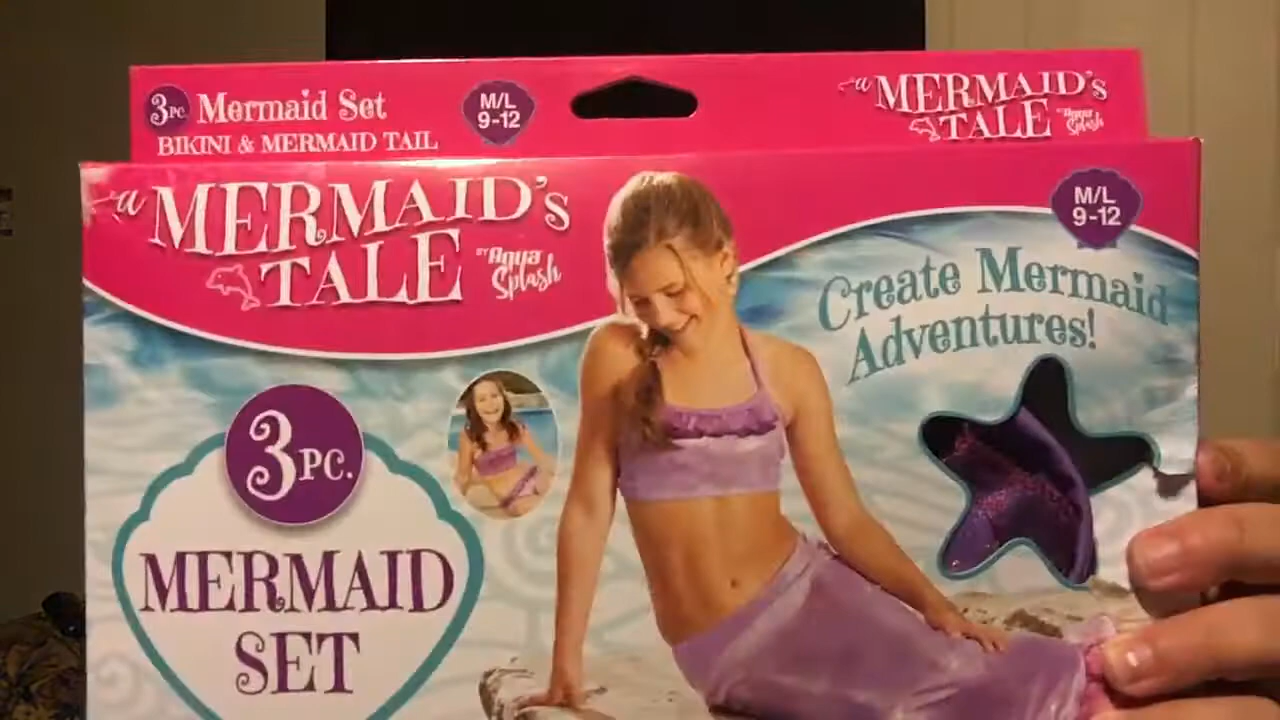 3PC. Mermaid Set
BIKINI & MERMAID TAIL
M/L
9-12
a MERMAID'S
TALE BY Aqua Splash
a MERMAID'S
TALE BY Aqua Splash
M/L
9-12
Create Mermaid
Adventures!
3PC.
MERMAID
SET